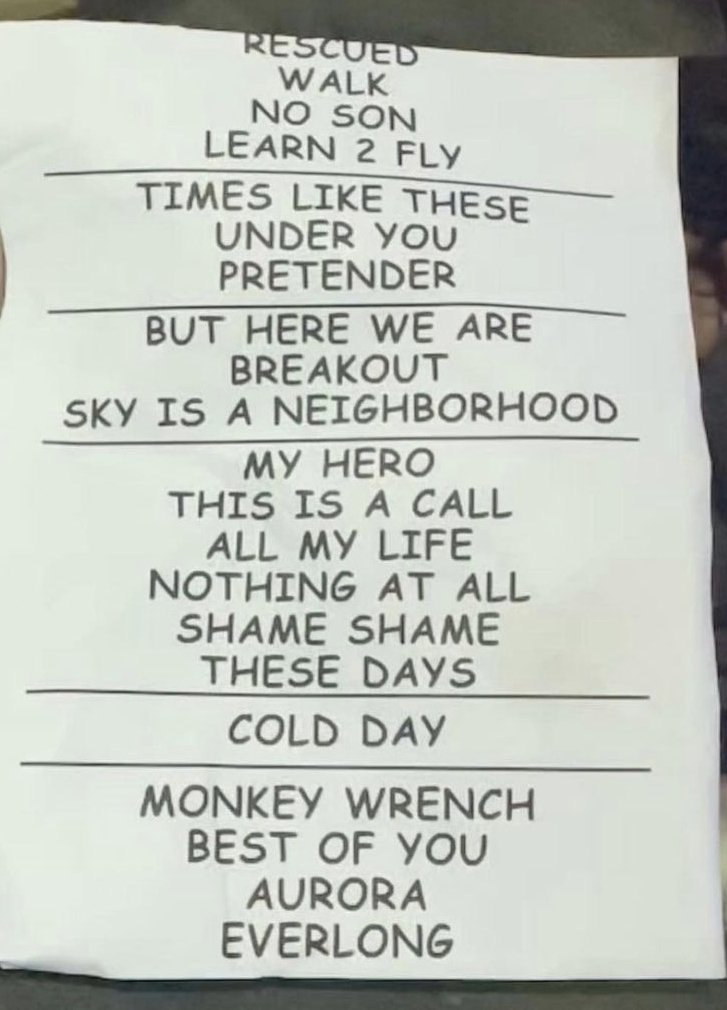 RESCUED
WALK
NO SON
LEARN 2 FLY
TIMES LIKE THESE
UNDER YOU
PRETENDER
BUT HERE WE ARE
BREAKOUT
SKY IS A NEIGHBORHOOD
MY HERO
THIS IS A CALL
ALL MY LIFE
NOTHING AT ALL
SHAME SHAME
THESE DAYS
COLD DAY
MONKEY WRENCH
BEST OF YOU
AURORA
EVERLONG